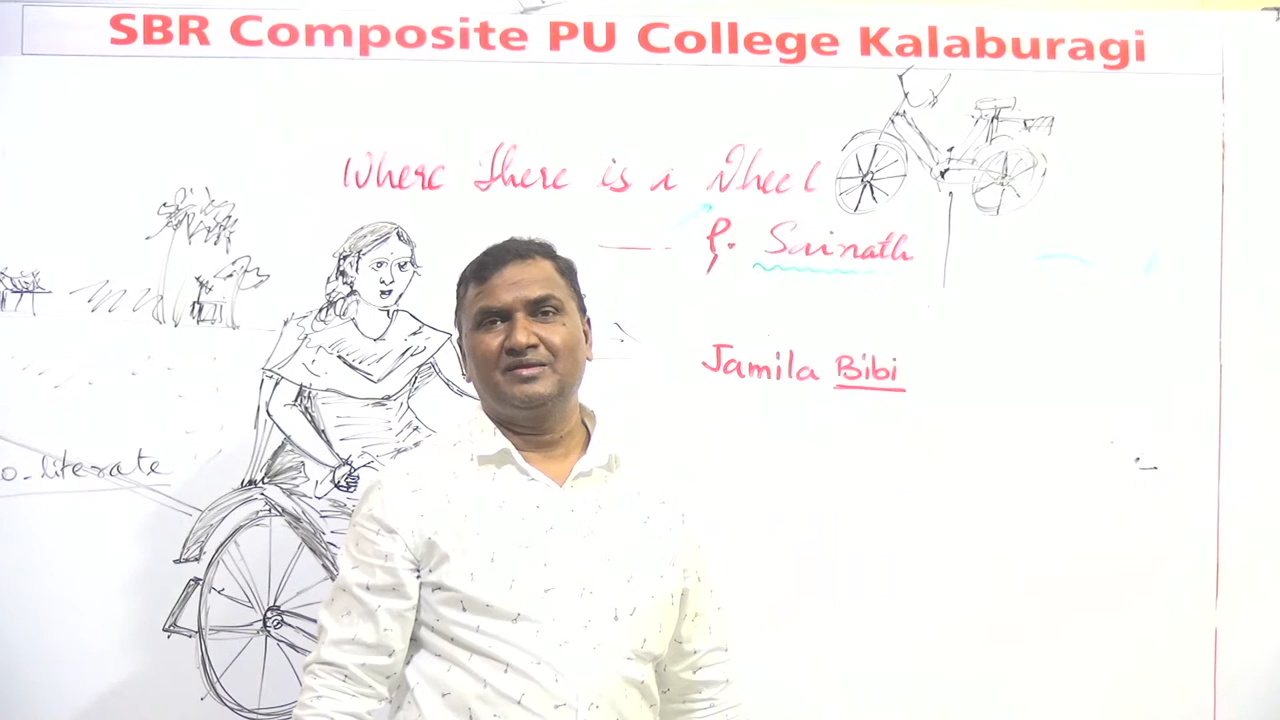 SBR Composite PU College Kalaburagi
Where There is a Wheel
— P. Sainath
Jamila Bibi
o-literate